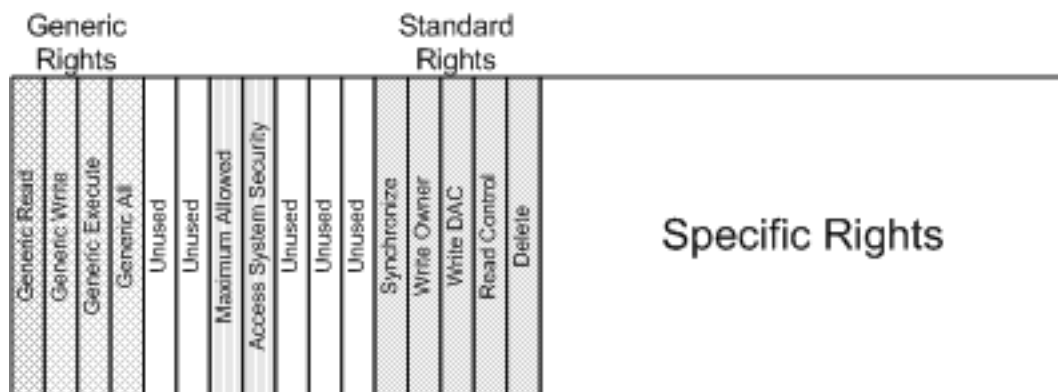 Generic
Rights
Standard
Rights
Generic Read
Generic Write
Generic Execute
Generic All
Unused
Unused
Maximum Allowed
Access System Security
Unused
Unused
Unused
Synchronize
Write Owner
Write DAC
Read Control
Delete
Specific Rights